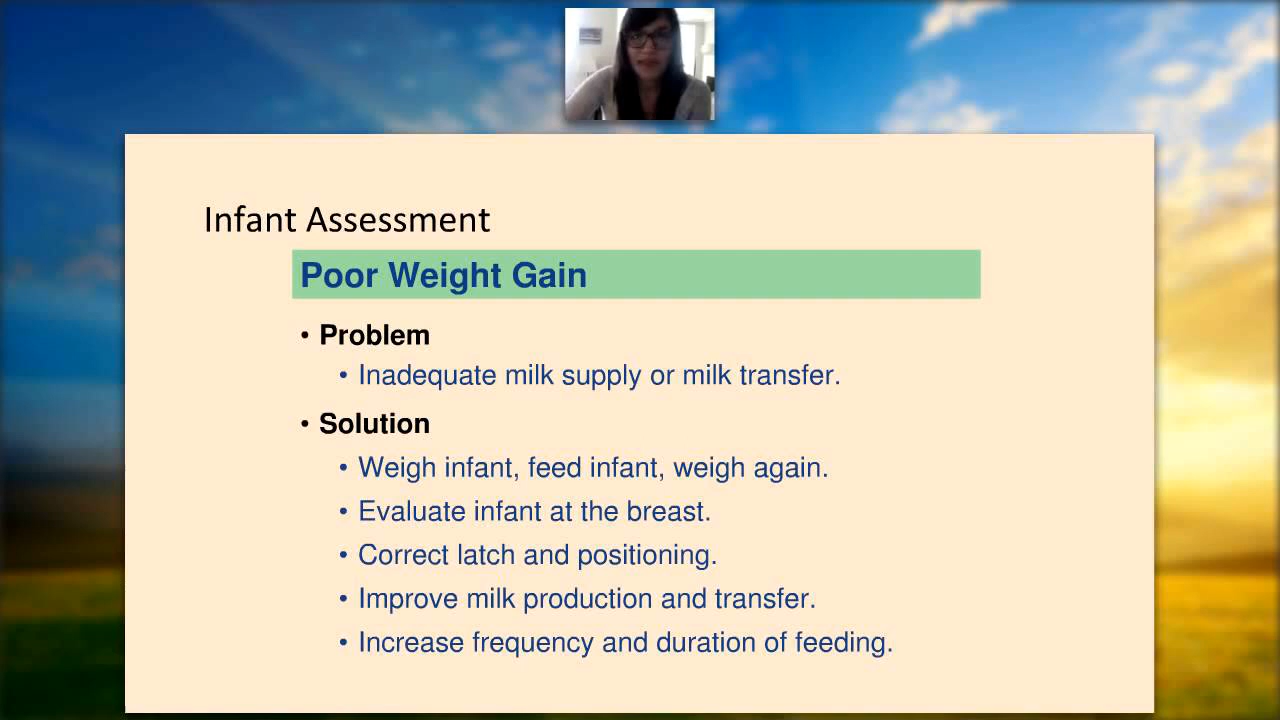 Infant Assessment
Poor Weight Gain
• Problem
• Inadequate milk supply or milk transfer.
• Solution
• Weigh infant, feed infant, weigh again.
• Evaluate infant at the breast.
• Correct latch and positioning.
• Improve milk production and transfer.
• Increase frequency and duration of feeding.